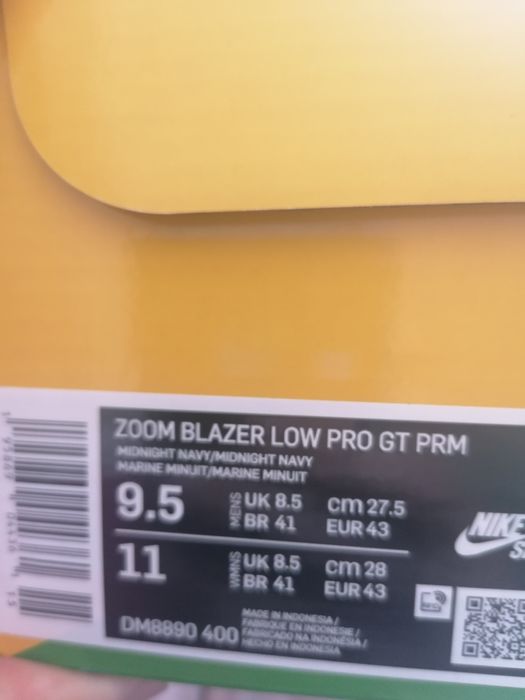 ZOOM BLAZER LOW PRO GT PRM
MIDNIGHT NAVY/MIDNIGHT NAVY
MARINE MINUIT/MARINE MINUIT
9.5 MENS UK 8.5 cm 27.5
BR 41 EUR 43
11 WMNS UK 8.5 cm 28
BR 41 EUR 43
NIKE
DM8890 400
MADE IN INDONESIA /
FABRIQUE EN INDONESIE /
FABRICADO NA INDONÉSIA /
HECHO EN INDONESIA